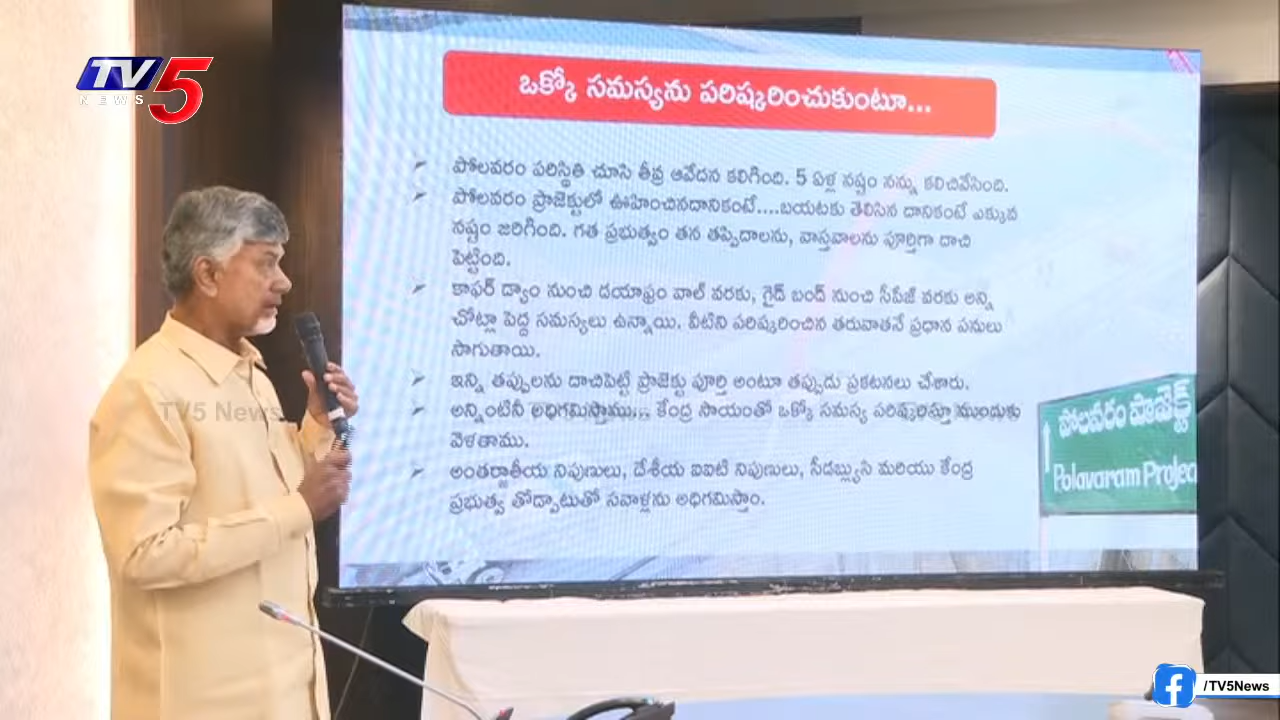 TV5
NEWS
ఒక్కో సమస్యను పరిష్కరించుకుంటూ...
➤ పోలవరం పరిస్థితి చూసి తీవ్ర ఆవేదన కలిగింది. 5 ఏళ్ల నష్టం నన్ను కలిచివేసింది.
➤ పోలవరం ప్రాజెక్టులో ఊహించినదానికంటే....బయటకు తెలిసిన దానికంటే ఎక్కువ
నష్టం జరిగింది. గత ప్రభుత్వం తన తప్పిదాలను, వాస్తవాలను పూర్తిగా దాచి
పెట్టింది.
➤ కాఫర్ డ్యాం నుంచి డయాఫ్రం వాల్ వరకు, గైడ్ బండ్ నుంచి సీపేజ్ వరకు అన్ని
చోట్లా పెద్ద సమస్యలు ఉన్నాయి. వీటిని పరిష్కరించిన తరువాతనే ప్రధాన పనులు
సాగుతాయి.
➤ ఇన్ని తప్పులను దాచిపెట్టి ప్రాజెక్టు పూర్తి అంటూ తప్పుడు ప్రకటనలు చేశారు.
➤ అన్నింటినీ అధిగమిస్తాము... కేంద్ర సాయంతో ఒక్కో సమస్య పరిష్కరిస్తూ ముందుకు
వెళతాము.
➤ అంతర్జాతీయ నిపుణులు, దేశీయ ఐఐటి నిపుణులు, సీడబ్ల్యుసి మరియు కేంద్ర
ప్రభుత్వ తోడ్పాటుతో సవాళ్లను అధిగమిస్తాం.
పోలవరం ప్రాజెక్ట్
Polavaram Projec
TV5 News
/TV5News